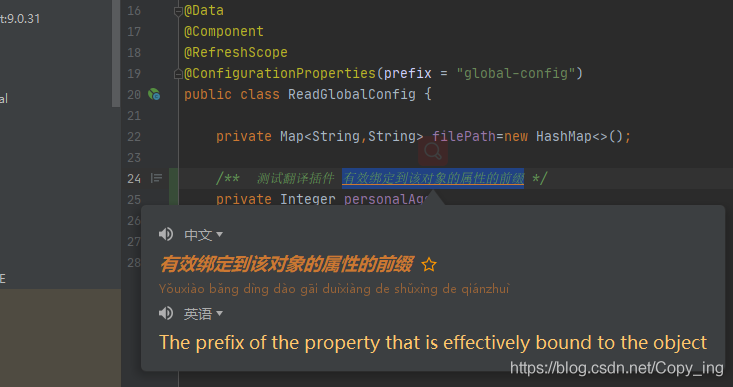 t:9.0.31
al
E
16 @Data
17 @Component
18 @RefreshScope
19 @ConfigurationProperties(prefix = "global-config")
20 public class ReadGlobalConfig {
21
22 private Map<String,String> filePath=new HashMap<>();
23
24 /** 测试翻译插件 有效绑定到该对象的属性的前缀 */
25 private Integer personalAg
26
27
28
中文
有效绑定到该对象的属性的前缀
Yǒuxiào bǎng dìng dào gāi duìxiàng de shǔxìng de qiánzhuì
英语
The prefix of the property that is effectively bound to the object
https://blog.csdn.net/Copy_ing